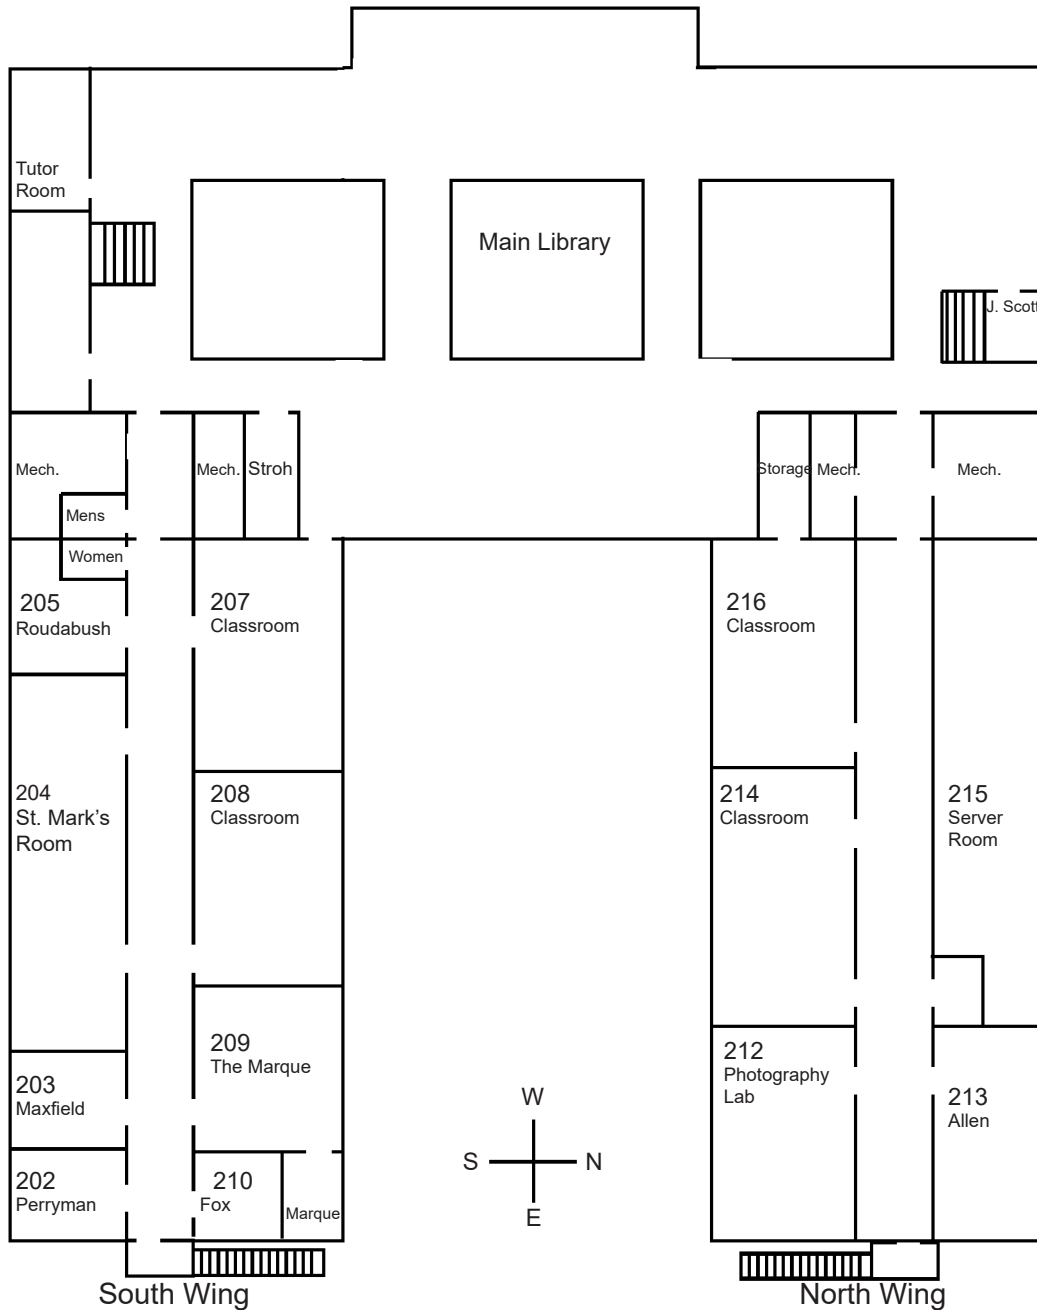 Tutor
Room
Main Library
J. Scott
Mech.
Mech.
Stroh
Storage
Mech.
Mech.
Mens
Women
205
Roudabush
207
Classroom
216
Classroom
204
St. Mark's
Room
208
Classroom
214
Classroom
215
Server
Room
209
The Marque
212
Photography
Lab
203
Maxfield
213
Allen
W
S
N
E
202
Perryman
210
Fox
Marque
South Wing
North Wing